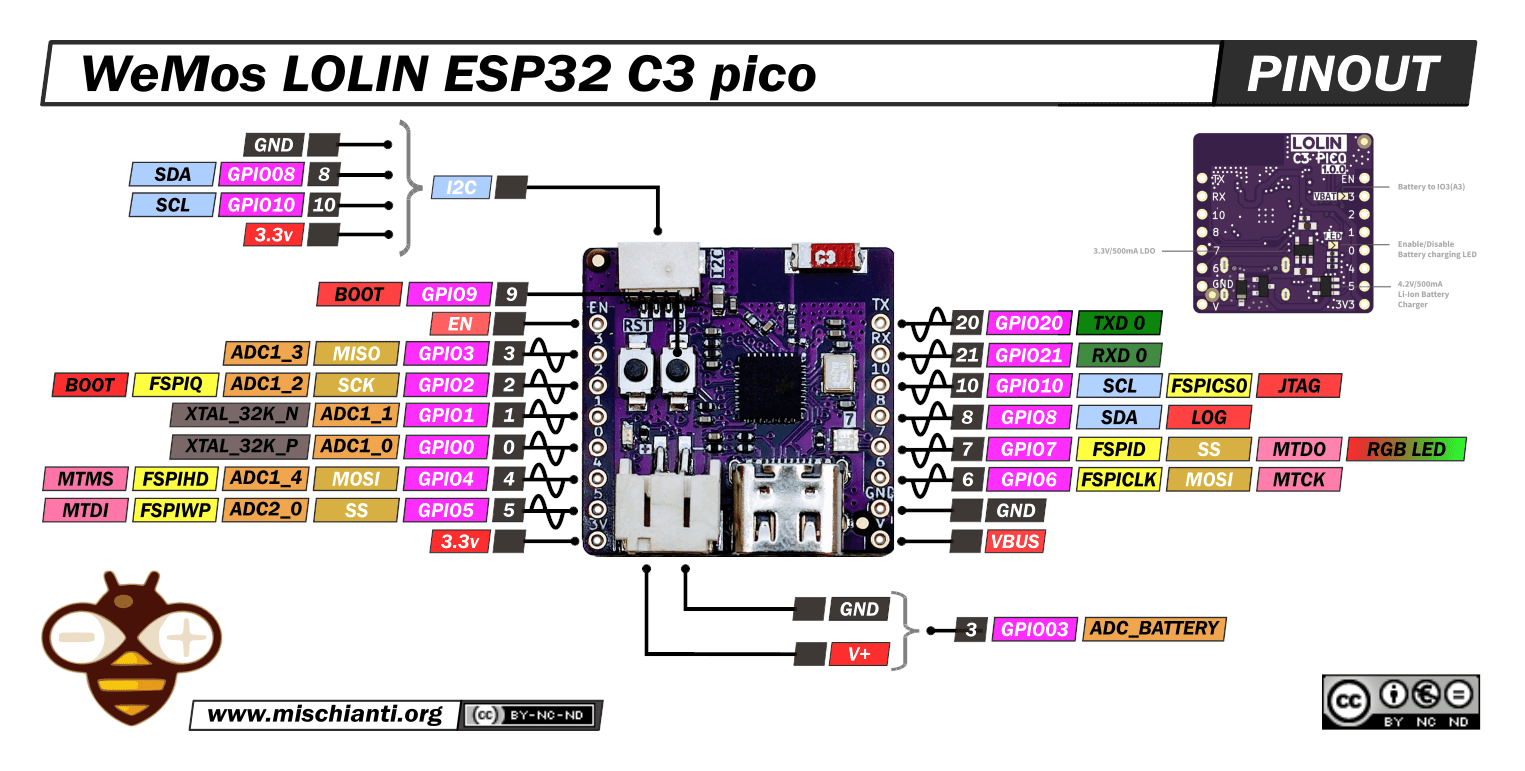 WeMos LOLIN ESP32 C3 pico PINOUT
GND
SDA GPIO08 8
SCL GPIO10 10
3.3v
I2C
BOOT GPIO9 9
EN
ADC1_3 MISO GPIO3 3
BOOT FSPIQ ADC1_2 SCK GPIO2 2
XTAL_32K_N ADC1_1 GPIO1 1
XTAL_32K_P ADC1_0 GPIO0 0
MTMS FSPIHD ADC1_4 MOSI GPIO4 4
MTDI FSPIWP ADC2_0 SS GPIO5 5
3.3v
I2C
C3
EN
RST 9
3
2
1
0
4
5
3V
+
7
TX
RX
10
8
7
6
GND
V
20 GPIO20 TXD 0
21 GPIO21 RXD 0
10 GPIO10 SCL FSPICS0 JTAG
8 GPIO8 SDA LOG
7 GPIO7 FSPID SS MTDO RGB LED
6 GPIO6 FSPICLK MOSI MTCK
GND
VBUS
GND
V+
3 GPIO03 ADC_BATTERY
LOLIN
C3 PICO
1.0.0
TX EN
RX VBAT 3
10 2
8 LED 1
7 0
6 4
GND 5
V 3V3
Battery to IO3(A3)
3.3V/500mA LDO
Enable/Disable
Battery charging LED
4.2V/500mA
Li-Ion Battery
Charger
www.mischianti.org
cc BY-NC-ND
cc BY NC ND